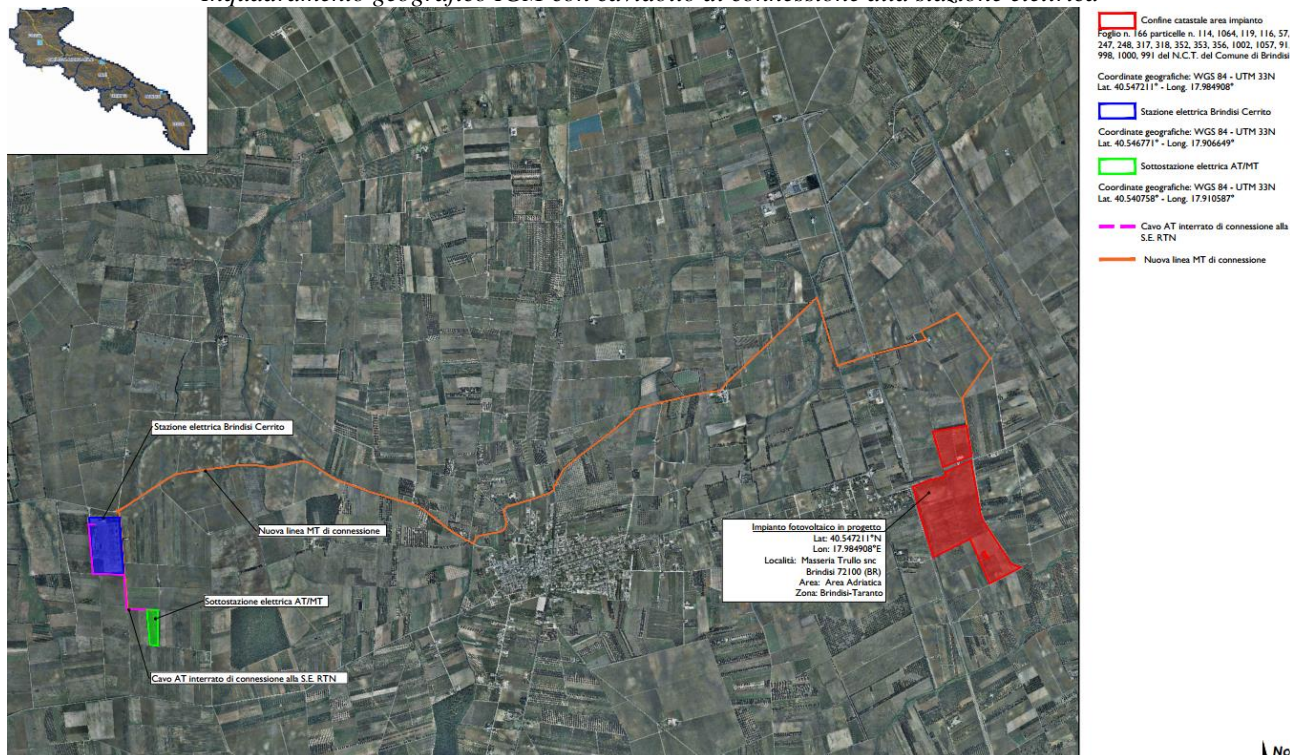 Inquadramento geografico IGM con cavidotto di connessione alla stazione elettrica
Confine catastale area impianto
Foglio n. 166 particelle n. 114, 1064, 119, 116, 57,
247, 248, 317, 318, 352, 353, 356, 1002, 1057, 91,
998, 1000, 991 del N.C.T. del Comune di Brindisi
Coordinate geografiche: WGS 84 - UTM 33N
Lat. 40.547211° - Long. 17.984908°
Stazione elettrica Brindisi Cerrito
Coordinate geografiche: WGS 84 - UTM 33N
Lat. 40.546771° - Long. 17.906649°
Sottostazione elettrica AT/MT
Coordinate geografiche: WGS 84 - UTM 33N
Lat. 40.540758° - Long. 17.910587°
Cavo AT interrato di connessione alla
S.E. RTN
Nuova linea MT di connessione
Stazione elettrica Brindisi Cerrito
Nuova linea MT di connessione
Impianto fotovoltaico in progetto
Lat: 40.547211°N
Lon: 17.984908°E
Località: Masseria Trullo snc
Brindisi 72100 (BR)
Area: Area Adriatica
Zona: Brindisi-Taranto
Sottostazione elettrica AT/MT
Cavo AT interrato di connessione alla S.E. RTN
No